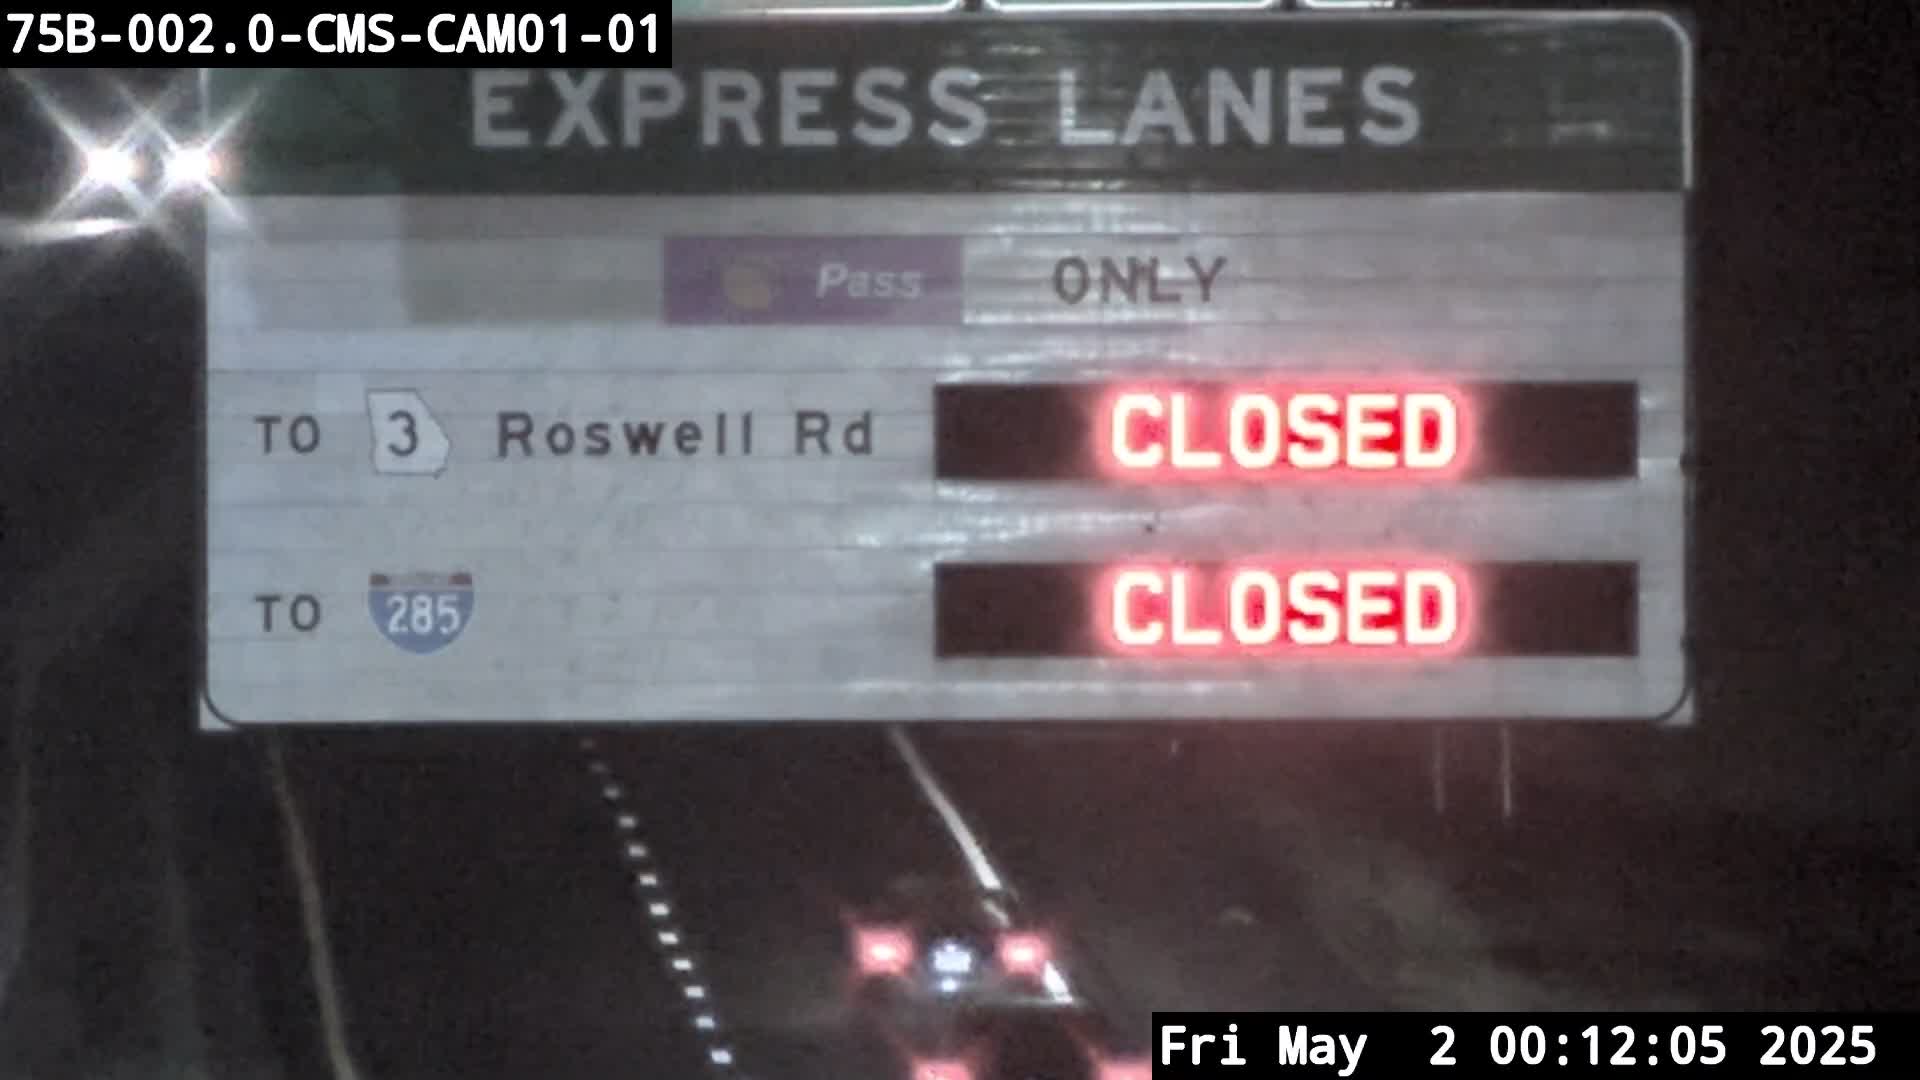 75B-002.0-CMS-CAM01-01
EXPRESS LANES
Pass ONLY
TO 3 Roswell Rd CLOSED
TO 285 CLOSED
Fri May 2 00:12:05 2025